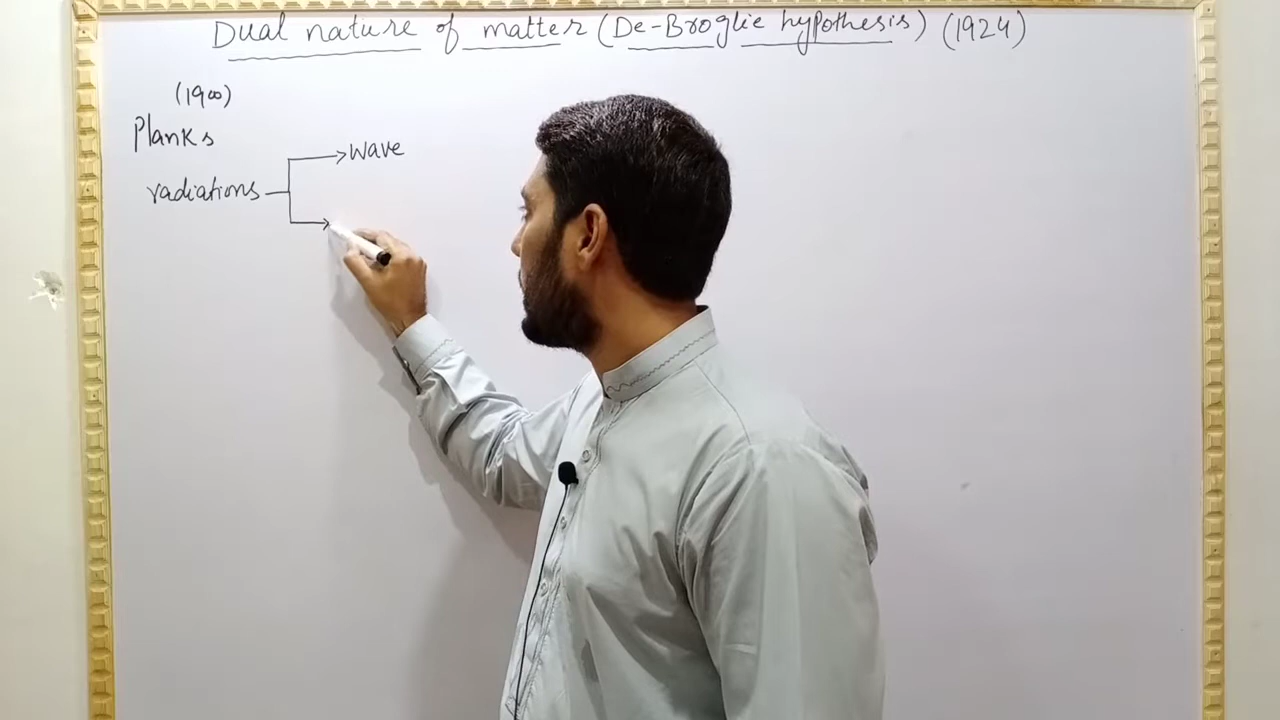 Dual nature of matter (De-Broglie hypothesis) (1924)
(1900)
Planks
wave
radiations